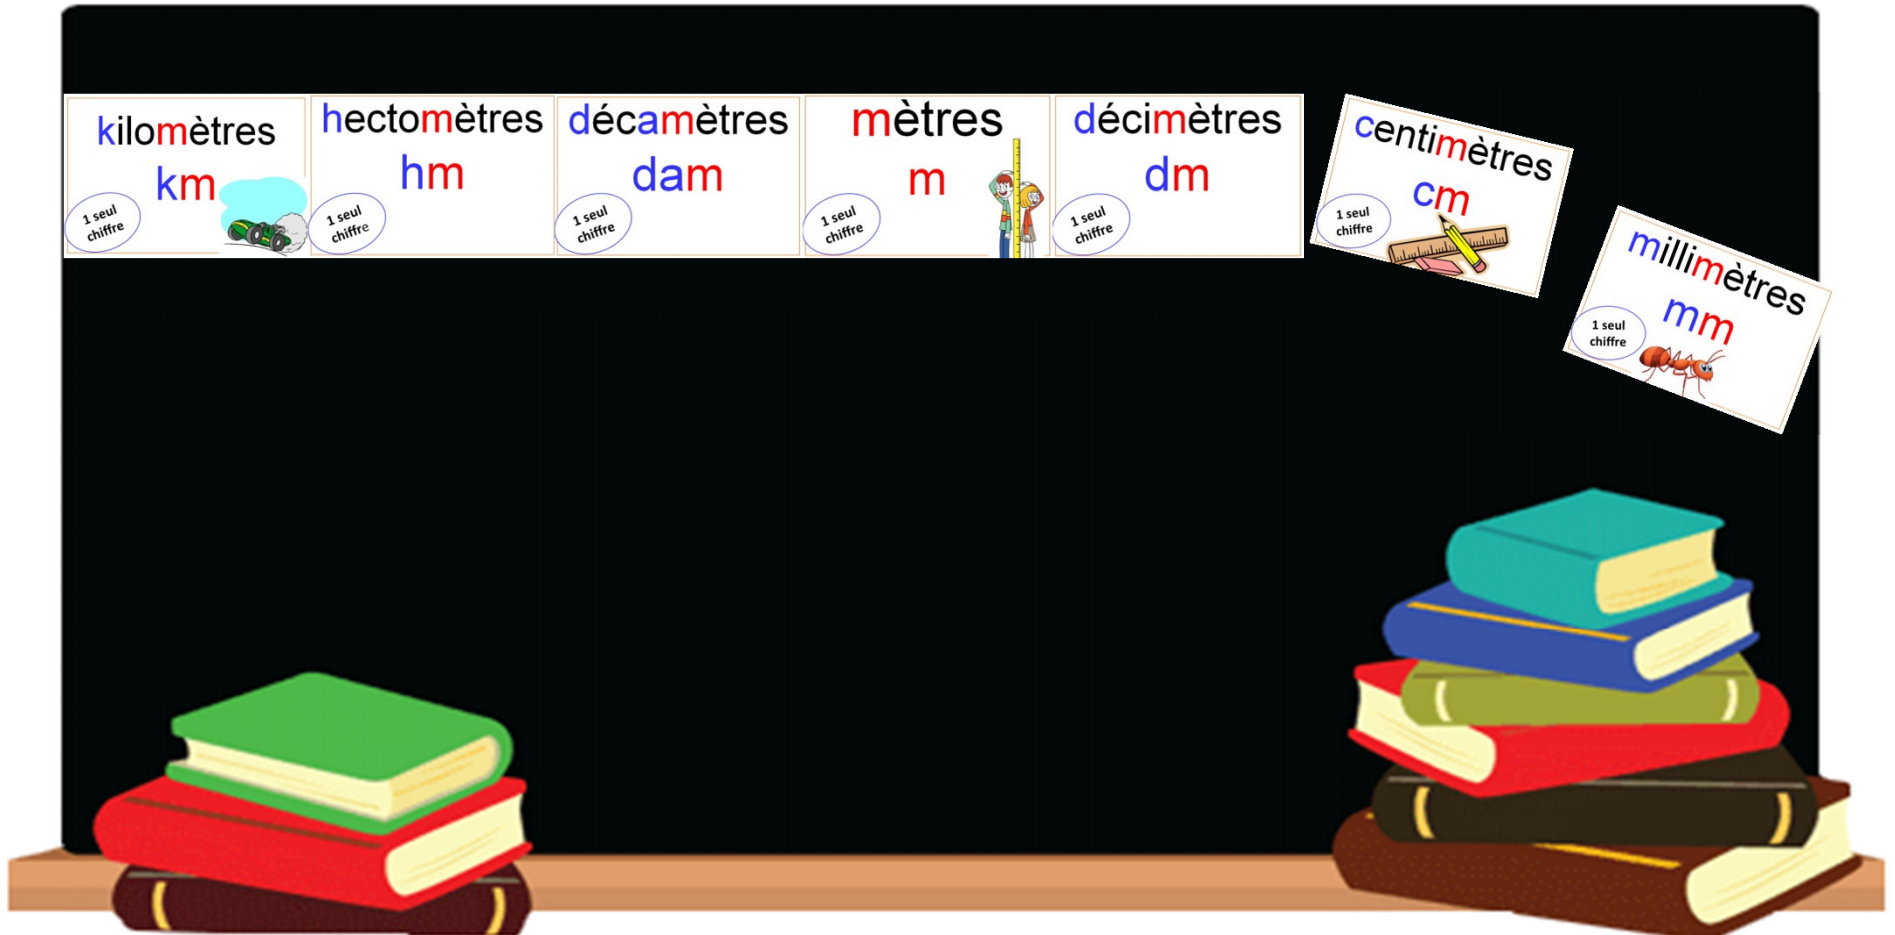 kilomètres
km
1 seul
chiffre
hectomètres
hm
1 seul
chiffre
décamètres
dam
1 seul
chiffre
mètres
m
1 seul
chiffre
décimètres
dm
1 seul
chiffre
centimètres
cm
1 seul
chiffre
millimètres
mm
1 seul
chiffre